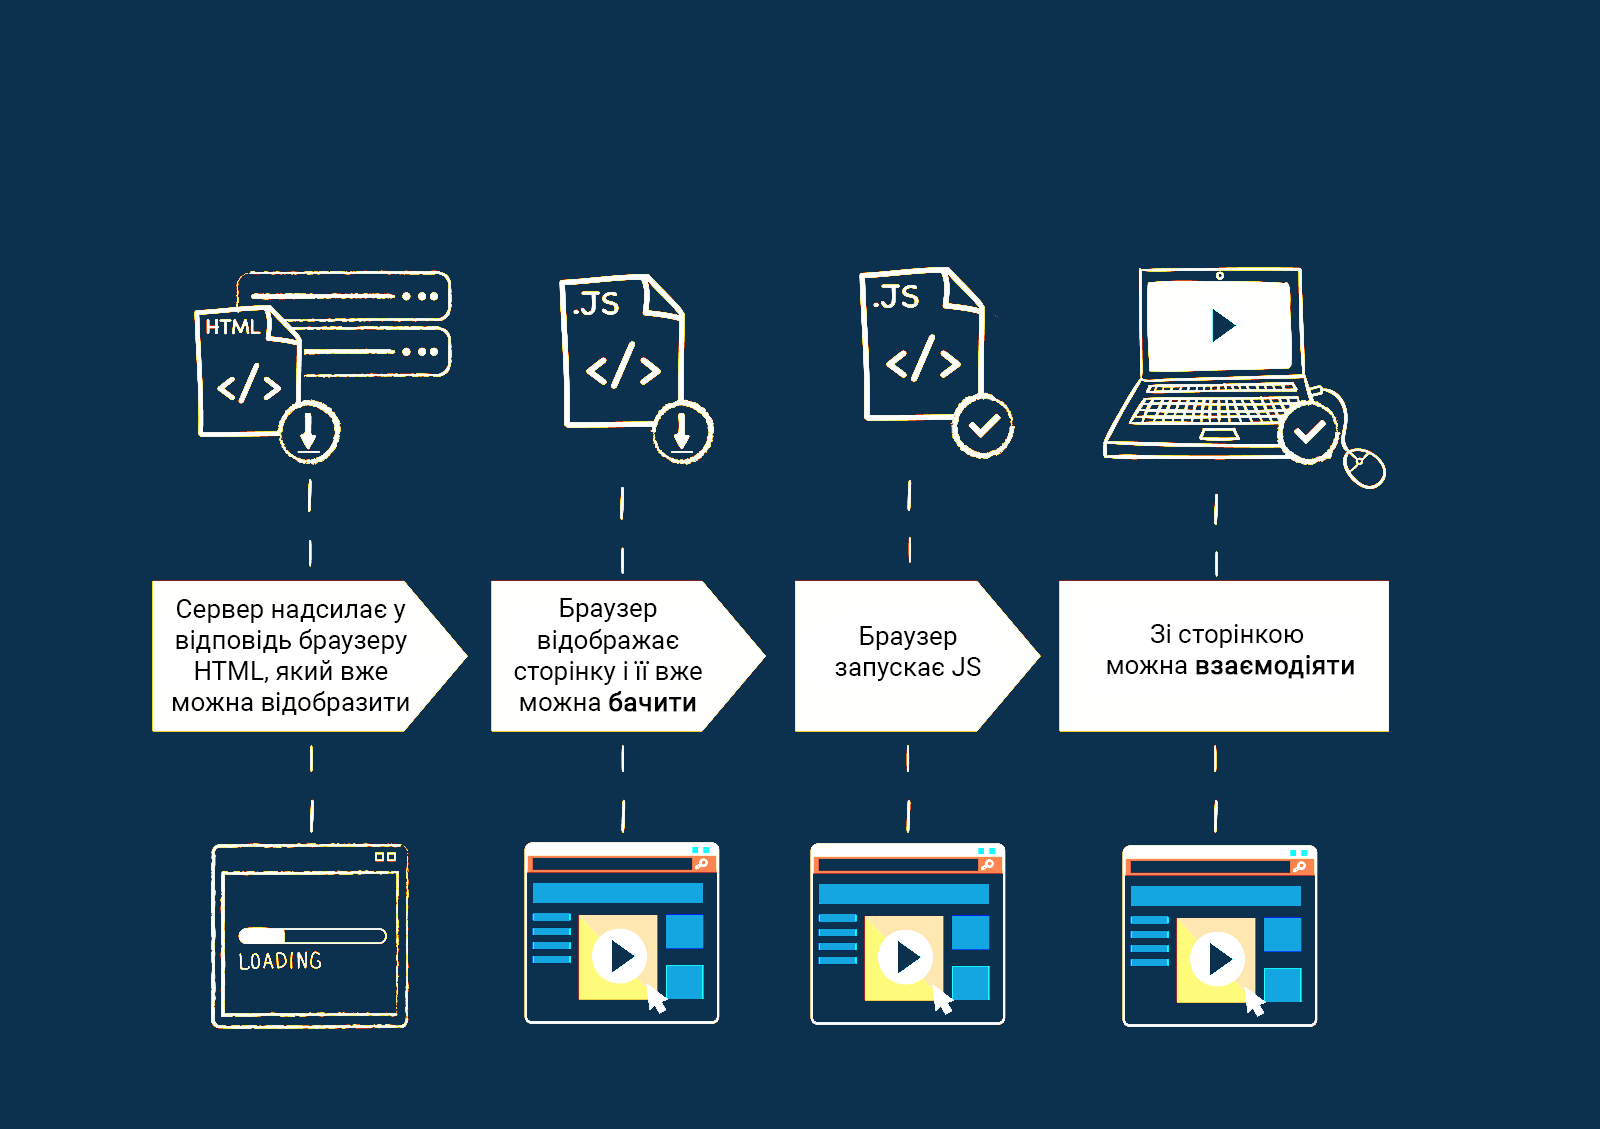 HTML
.JS
.JS
Сервер надсилає у
відповідь браузеру
HTML, який вже
можна відобразити
Браузер
відображає
сторінку і її вже
можна бачити
Браузер
запускає JS
Зі сторінкою
можна взаємодіяти
LOADING